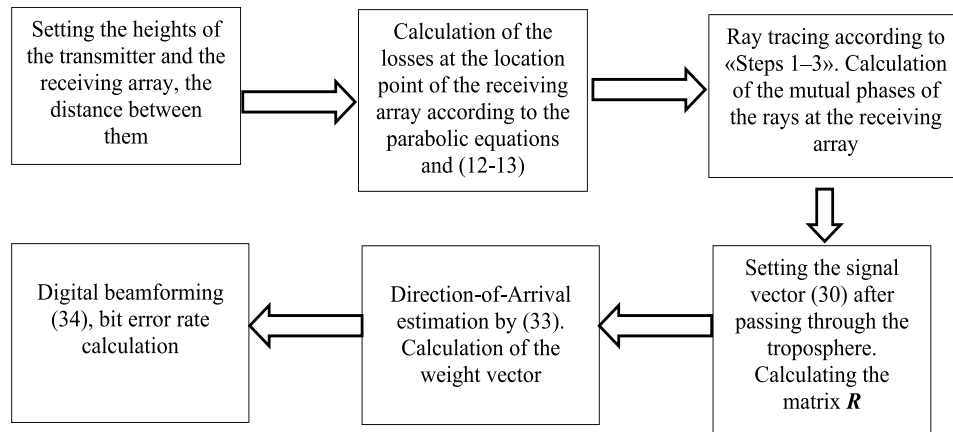 Setting the heights of
the transmitter and the
receiving array, the
distance between
them
Calculation of the
losses at the location
point of the receiving
array according to the
parabolic equations
and (12-13)
Ray tracing according to
«Steps 1–3». Calculation
of the mutual phases of
the rays at the receiving
array
Setting the signal
vector (30) after
passing through the
troposphere.
Calculating the
matrix R
Direction-of-Arrival
estimation by (33).
Calculation of the
weight vector
Digital beamforming
(34), bit error rate
calculation